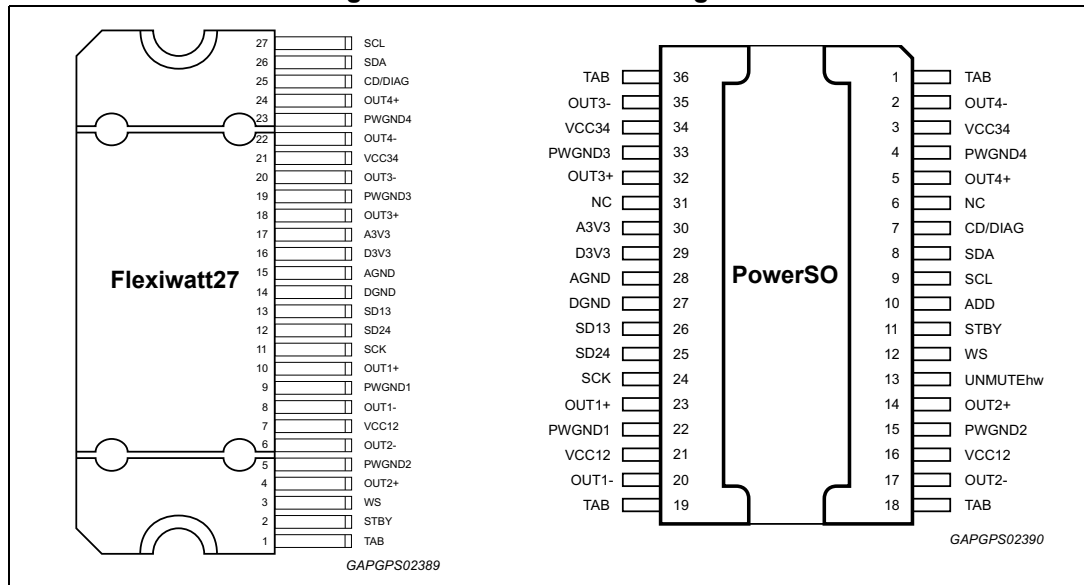 27 SCL
26 SDA
25 CD/DIAG
24 OUT4+
23 PWGND4
22 OUT4-
21 VCC34
20 OUT3-
19 PWGND3
18 OUT3+
17 A3V3
16 D3V3
Flexiwatt27
15 AGND
14 DGND
13 SD13
12 SD24
11 SCK
10 OUT1+
9 PWGND1
8 OUT1-
7 VCC12
6 OUT2-
5 PWGND2
4 OUT2+
3 WS
2 STBY
1 TAB
GAPGPS02389
TAB 36 1 TAB
OUT3- 35 2 OUT4-
VCC34 34 3 VCC34
PWGND3 33 4 PWGND4
OUT3+ 32 5 OUT4+
NC 31 6 NC
A3V3 30 7 CD/DIAG
D3V3 29 8 SDA
AGND 28 PowerSO 9 SCL
DGND 27 10 ADD
SD13 26 11 STBY
SD24 25 12 WS
SCK 24 13 UNMUTEhw
OUT1+ 23 14 OUT2+
PWGND1 22 15 PWGND2
VCC12 21 16 VCC12
OUT1- 20 17 OUT2-
TAB 19 18 TAB
GAPGPS02390